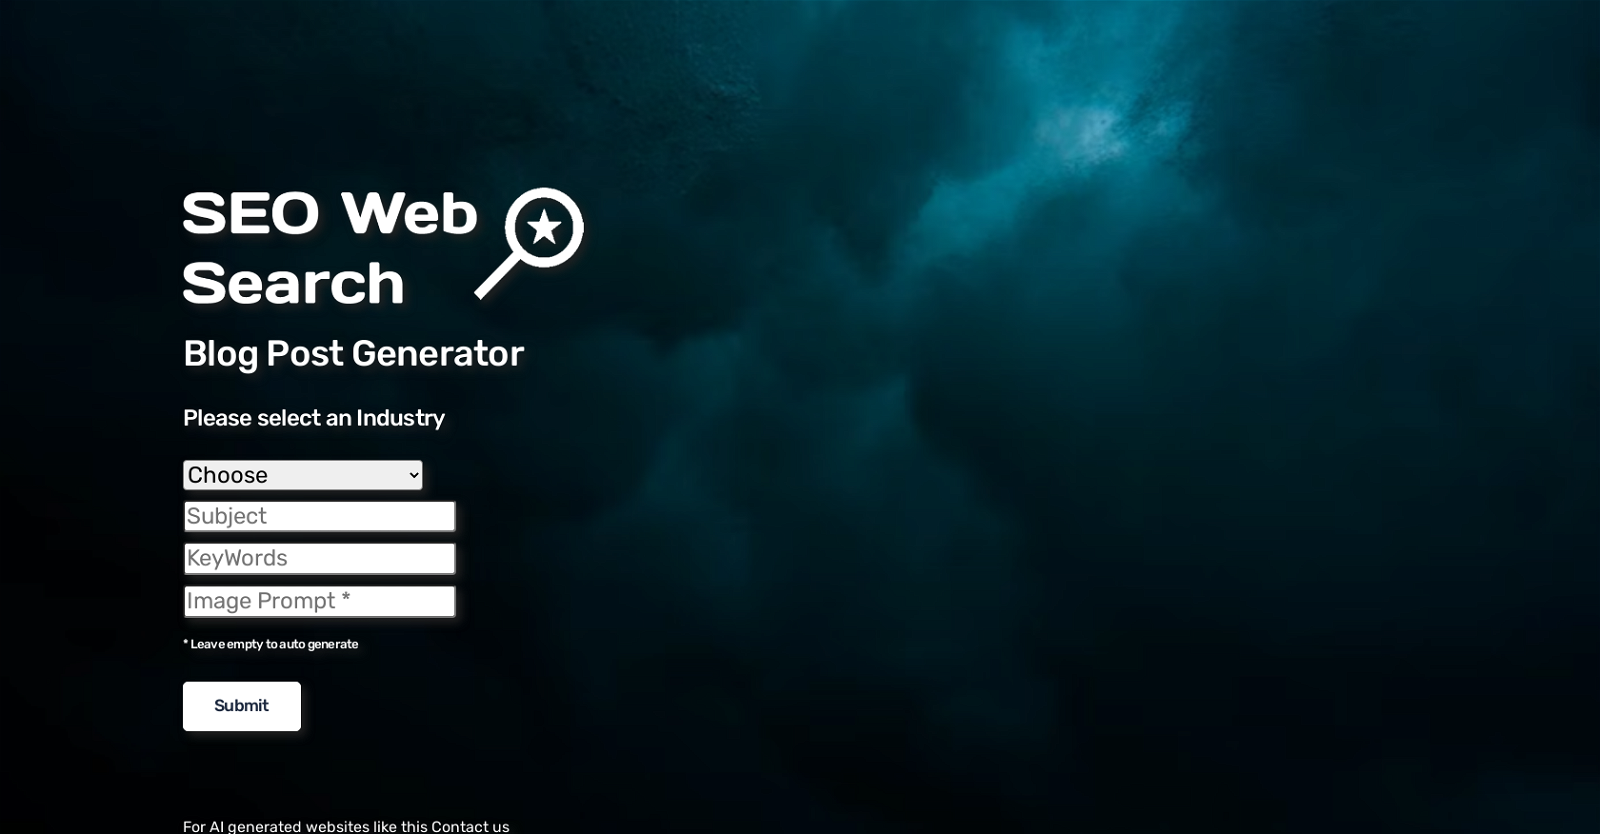 SEO Web
Search
Blog Post Generator
Please select an Industry
Choose
Subject
KeyWords
Image Prompt *
* Leave empty to auto generate
Submit
For AI generated websites like this Contact us